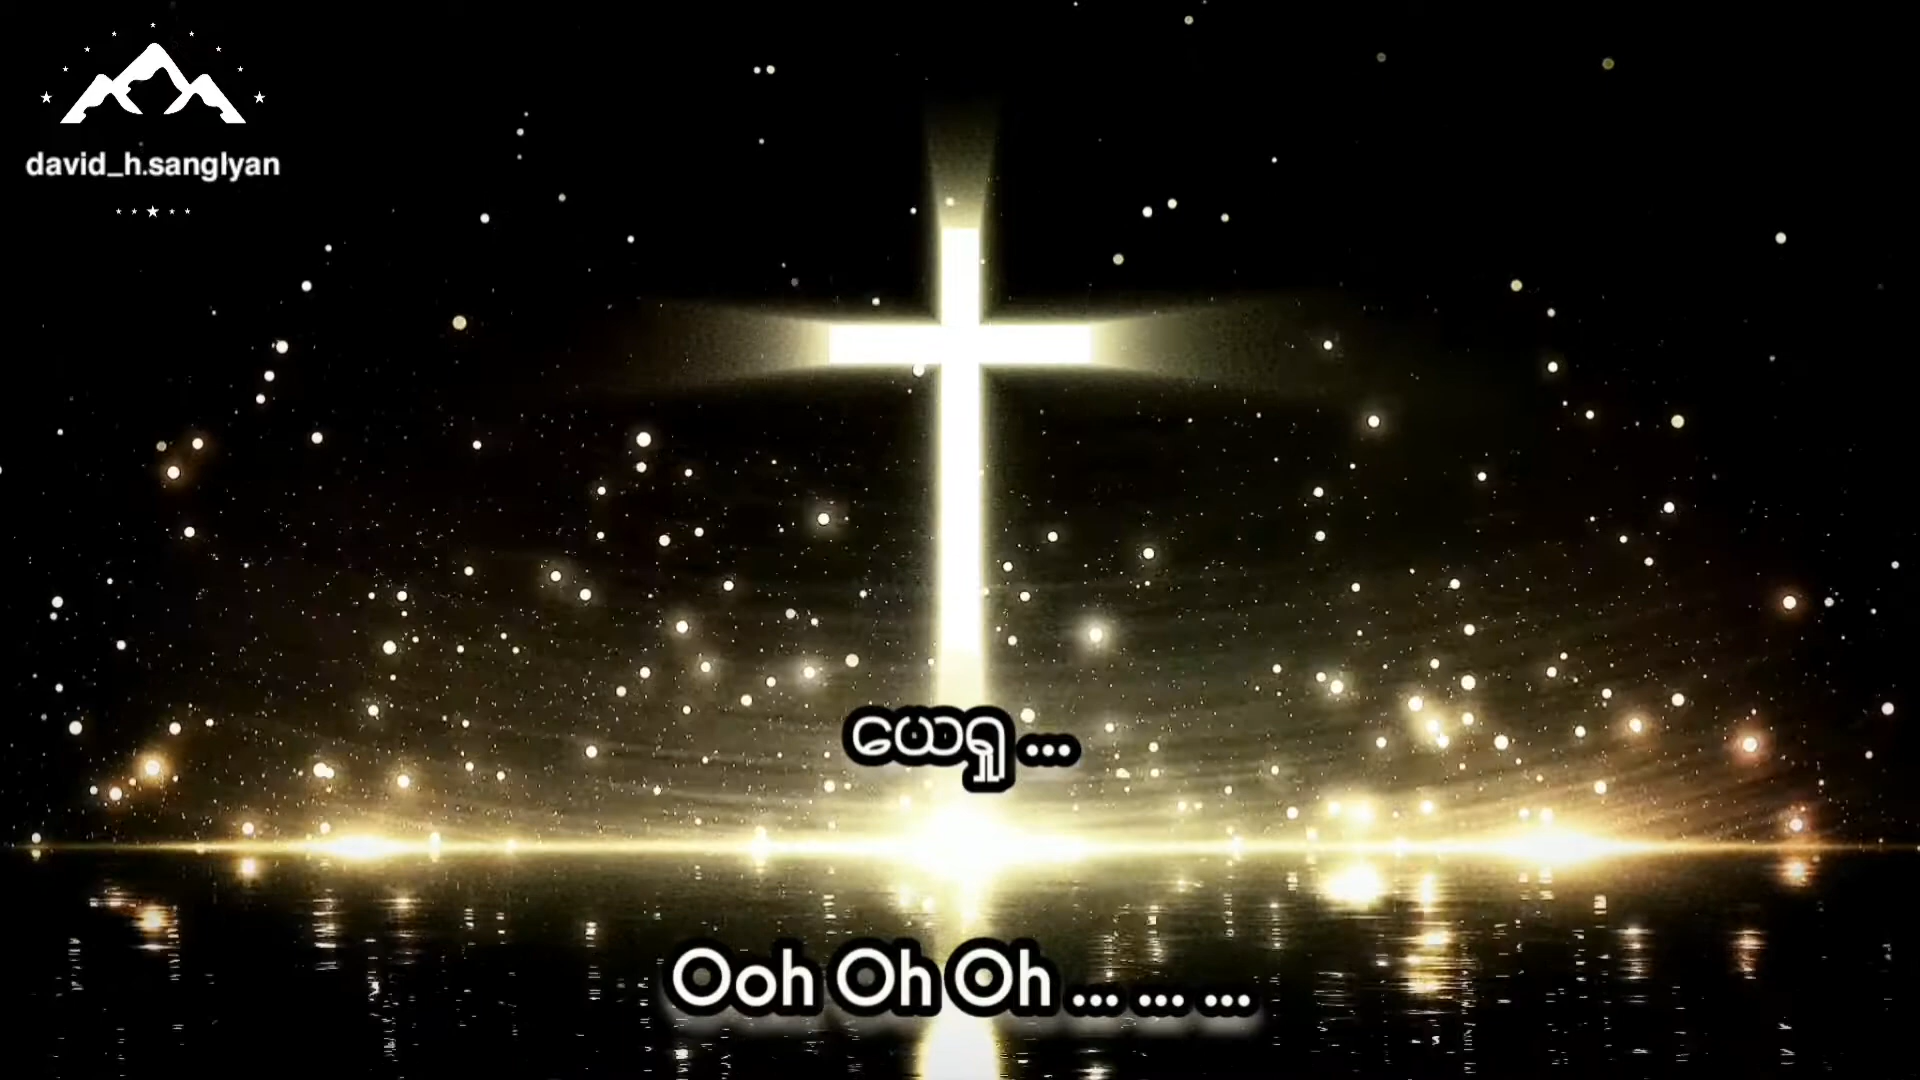 david_h.sanglyan
ယေရှု ...
Ooh Oh Oh ... ... ...